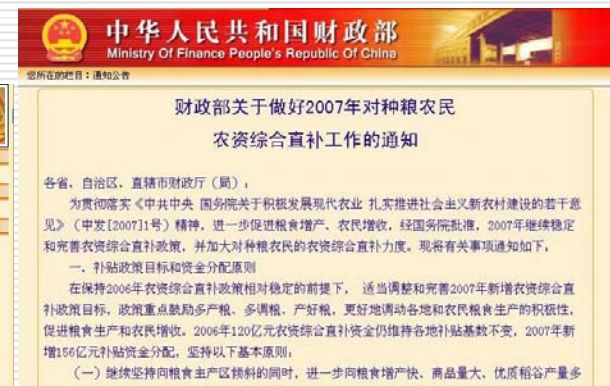 中华人民共和国财政部
Ministry Of Finance People's Republic Of China
您所在的栏目：通知公告
财政部关于做好2007年对种粮农民
农资综合直补工作的通知
各省、自治区、直辖市财政厅（局）：
为贯彻落实《中共中央 国务院关于积极发展现代农业 扎实推进社会主义新农村建设的若干意
见》（中发[2007]1号）精神，进一步促进粮食增产、农民增收，经国务院批准，2007年继续稳定
和完善农资综合直补政策，并加大对种粮农民的农资综合直补力度。现将有关事项通知如下：
一、补贴政策目标和资金分配原则
在保持2006年农资综合直补政策相对稳定的前提下， 适当调整和完善2007年新增农资综合直
补政策目标，政策重点鼓励多产粮、多调粮、产好粮，更好地调动各地和农民粮食生产的积极性，
促进粮食生产和农民增收。2006年120亿元农资综合直补资金仍维持各地补贴基数不变，2007年新
增156亿元补贴资金分配，坚持以下基本原则：
（一）继续坚持向粮食主产区倾斜的同时，进一步向粮食增产快、商品量大、优质稻谷产量多